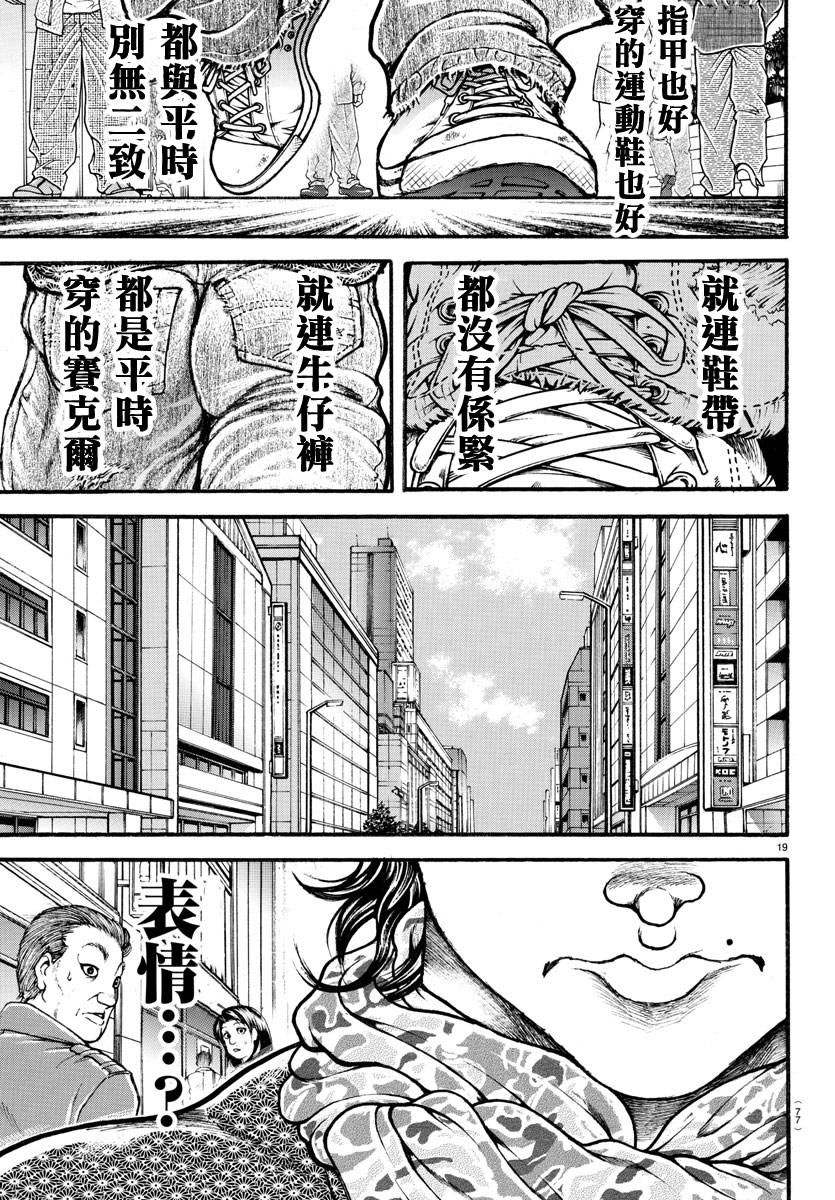 指甲也好
穿的運動鞋也好
都與平時
別無二致
就連鞋帶
都沒有係緊
就連牛仔褲
都是平時
穿的賽克爾
心
KOE
19
表情…?
(77)